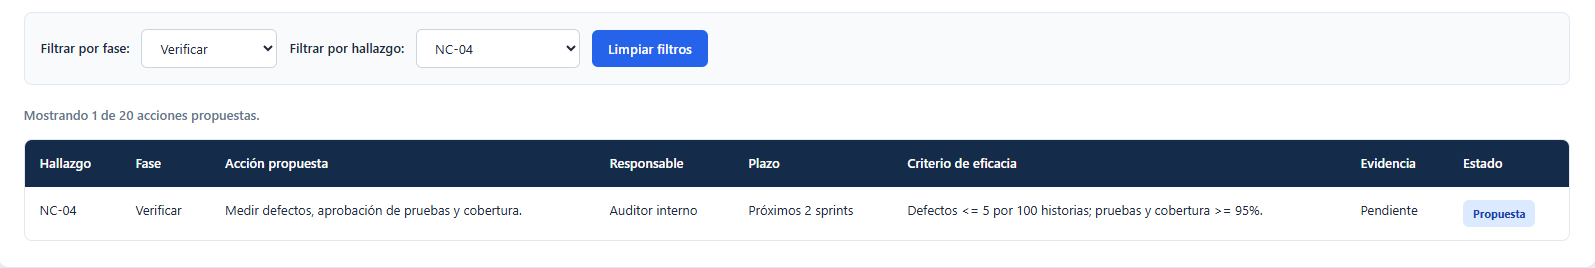 Filtrar por fase: Verificar Filtrar por hallazgo: NC-04 Limpiar filtros
Mostrando 1 de 20 acciones propuestas.
Hallazgo Fase Acción propuesta Responsable Plazo Criterio de eficacia Evidencia Estado
NC-04 Verificar Medir defectos, aprobación de pruebas y cobertura. Auditor interno Próximos 2 sprints Defectos <= 5 por 100 historias; pruebas y cobertura >= 95%. Pendiente Propuesta